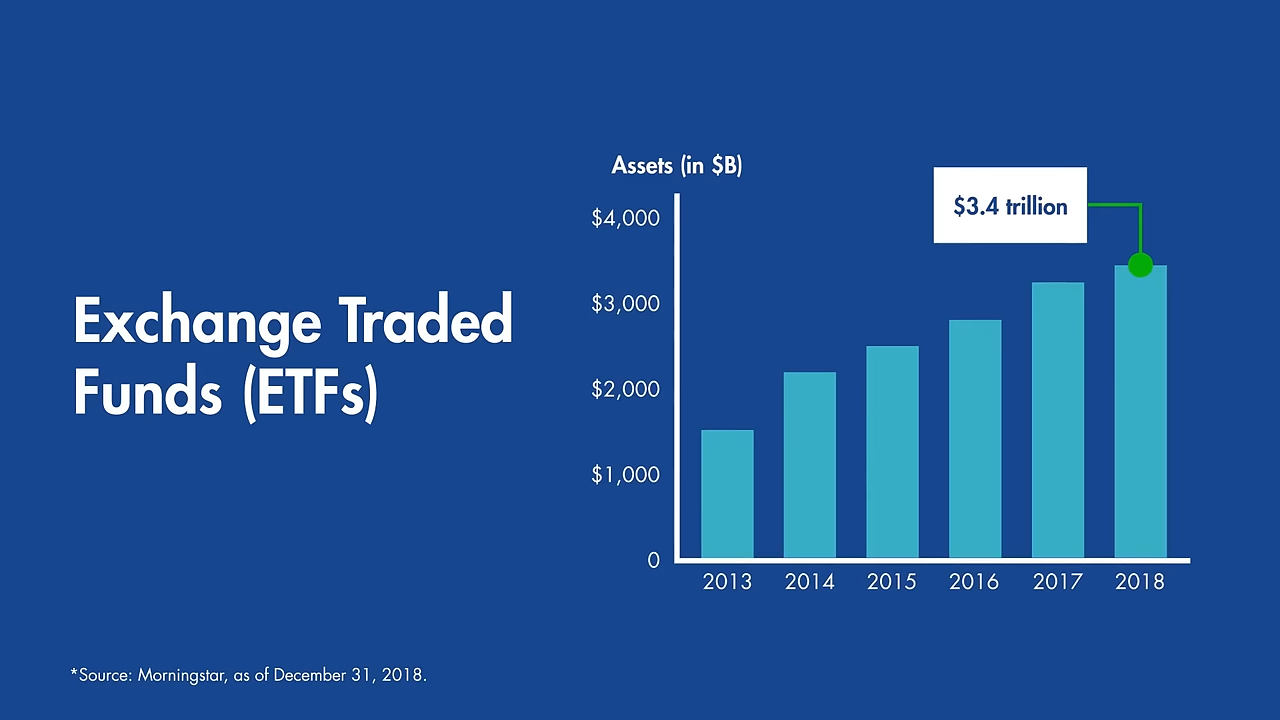 Exchange Traded
Funds (ETFs)
Assets (in $B)
$4,000
$3,000
$2,000
$1,000
0
$3.4 trillion
2013 2014 2015 2016 2017 2018
*Source: Morningstar, as of December 31, 2018.